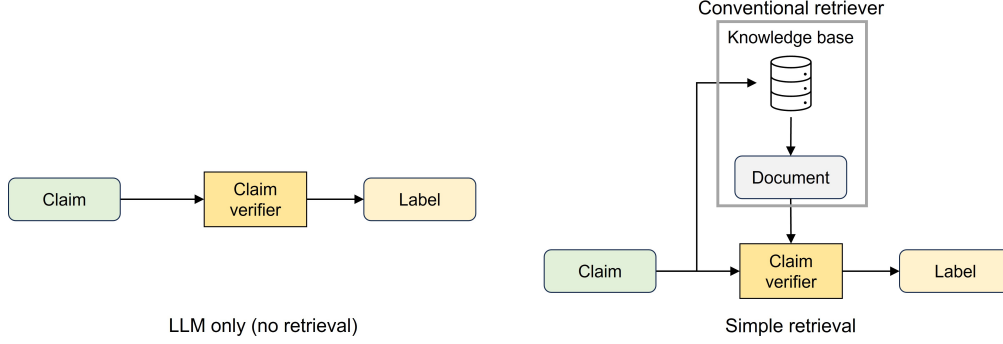 Claim
Claim
verifier
Label
LLM only (no retrieval)
Conventional retriever
Knowledge base
Document
Claim
Claim
verifier
Label
Simple retrieval